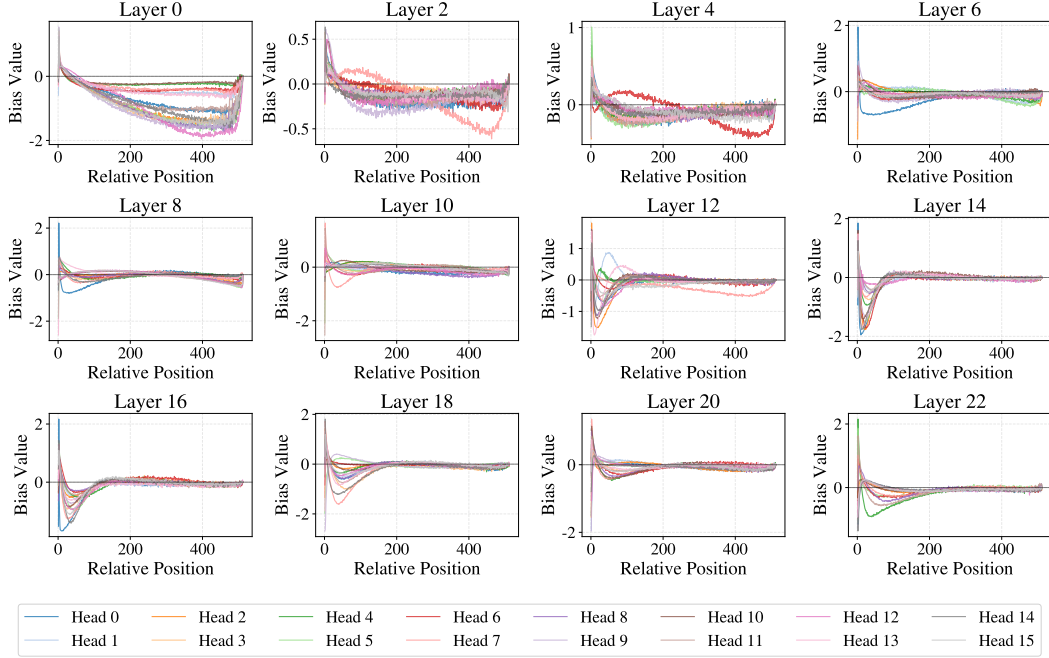 Layer 0
Layer 2
Layer 4
Layer 6
Bias Value
0
-2
0
200
400
Relative Position
Bias Value
0.5
0.0
-0.5
0
200
400
Relative Position
Bias Value
1
0
0
200
400
Relative Position
Bias Value
2
0
0
200
400
Relative Position
Layer 8
Layer 10
Layer 12
Layer 14
Bias Value
2
0
-2
0
200
400
Relative Position
Bias Value
0
-2
0
200
400
Relative Position
Bias Value
1
0
-1
0
200
400
Relative Position
Bias Value
2
0
-2
0
200
400
Relative Position
Layer 16
Layer 18
Layer 20
Layer 22
Bias Value
2
0
0
200
400
Relative Position
Bias Value
2
0
-2
0
200
400
Relative Position
Bias Value
0
-2
0
200
400
Relative Position
Bias Value
2
0
0
200
400
Relative Position
Head 0
Head 2
Head 4
Head 6
Head 8
Head 10
Head 12
Head 14
Head 1
Head 3
Head 5
Head 7
Head 9
Head 11
Head 13
Head 15